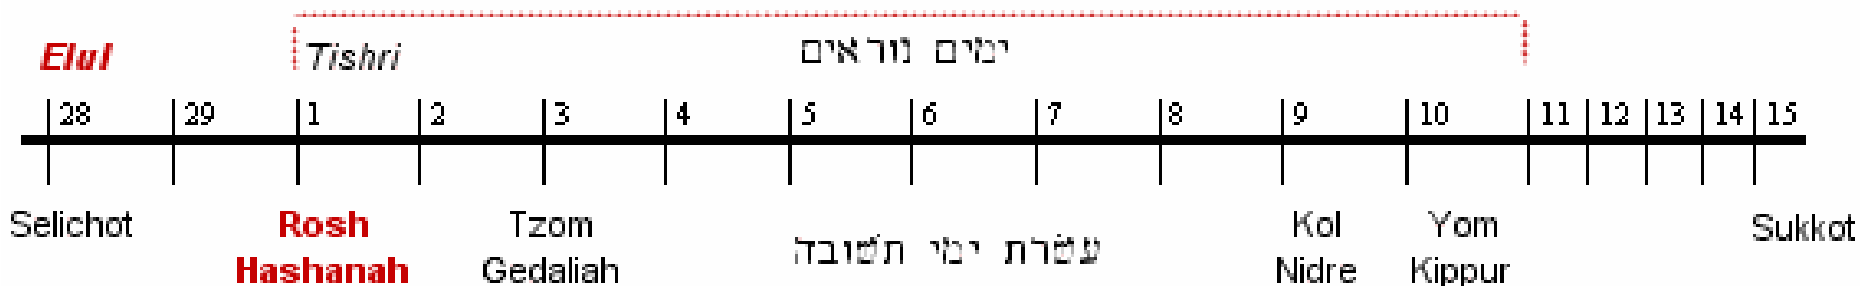 Elul Tishri ימים נוראים
28 29 1 2 3 4 5 6 7 8 9 10 11 12 13 14 15
Selichot Rosh Hashanah Tzom Gedaliah עשרת ימי תשובה Kol Nidre Yom Kippur Sukkot